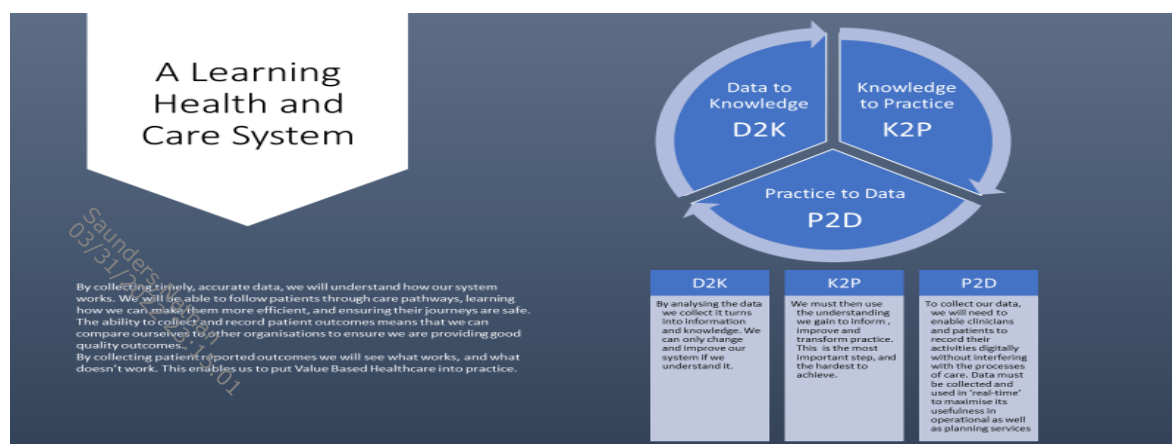 A Learning
Health and
Care System
Data to
Knowledge
D2K
Knowledge
to Practice
K2P
Practice to Data
P2D
By collecting timely, accurate data, we will understand how our system
works. We will be able to follow patients through care pathways, learning
how we can make them more efficient, and ensuring their journeys are safe.
The ability to collect and record patient outcomes means that we can
compare ourselves to other organisations to ensure we are providing good
quality outcomes.
By collecting patient reported outcomes we will see what works, and what
doesn't work. This enables us to put Value Based Healthcare into practice.
D2K
By analysing the data
we collect it turns
into information
and knowledge. We
can only change
and improve our
system if we
understand it.
K2P
We must then use
the understanding
we gain to inform ,
improve and
transform practice.
This  is the most
important step, and
the hardest to
achieve.
P2D
To collect our data,
we will need to
enable clinicians
and patients to
record their
activities digitally
without interfering
with the processes
of care. Data must
be collected and
used in 'real-time'
to maximise its
usefulness in
operational as well
as planning services
Saunders
03/31/2022